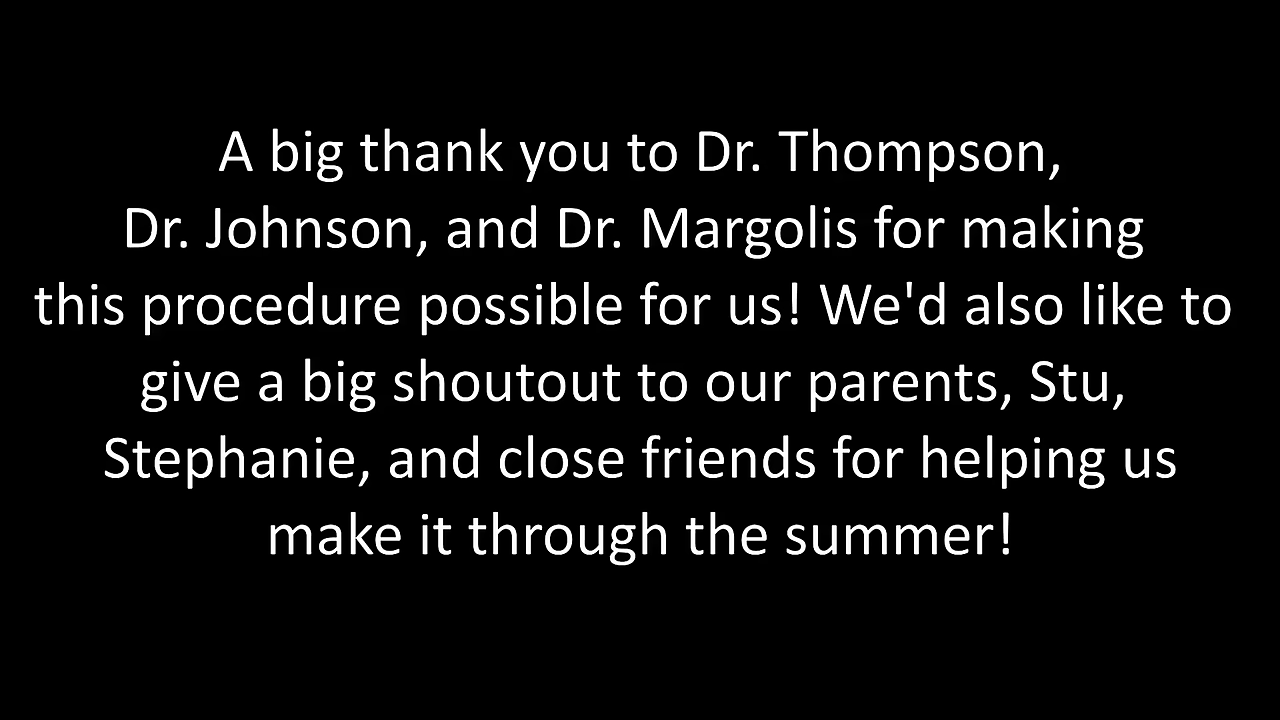 A big thank you to Dr. Thompson,
Dr. Johnson, and Dr. Margolis for making
this procedure possible for us! We'd also like to
give a big shoutout to our parents, Stu,
Stephanie, and close friends for helping us
make it through the summer!